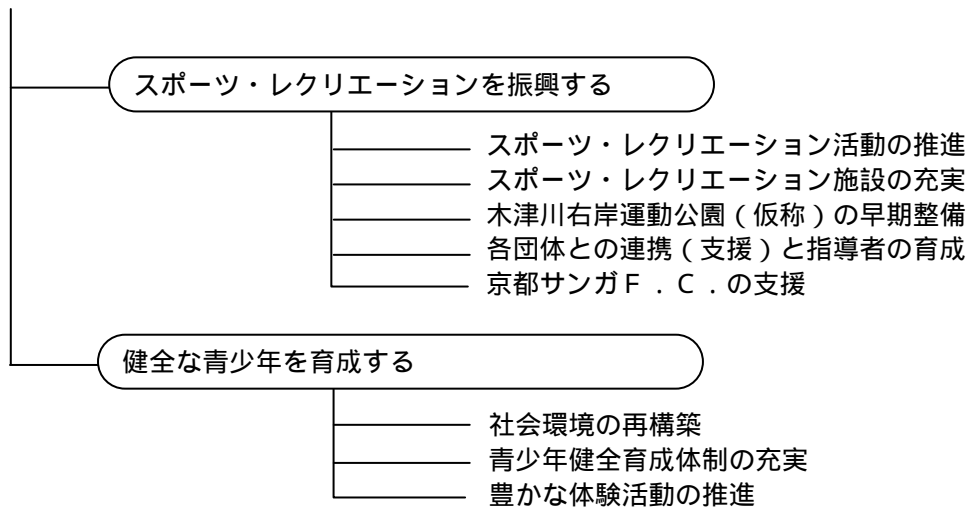 スポーツ・レクリエーションを振興する
スポーツ・レクリエーション活動の推進
スポーツ・レクリエーション施設の充実
木津川右岸運動公園(仮称)の早期整備
各団体との連携(支援)と指導者の育成
京都サンガF.C.の支援
健全な青少年を育成する
社会環境の再構築
青少年健全育成体制の充実
豊かな体験活動の推進